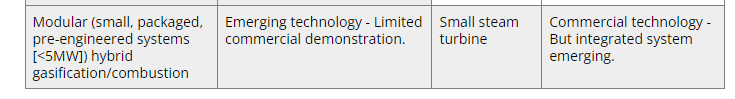 Modular (small, packaged,
pre-engineered systems
[<5MW]) hybrid
gasification/combustion
Emerging technology - Limited
commercial demonstration.
Small steam
turbine
Commercial technology -
But integrated system
emerging.